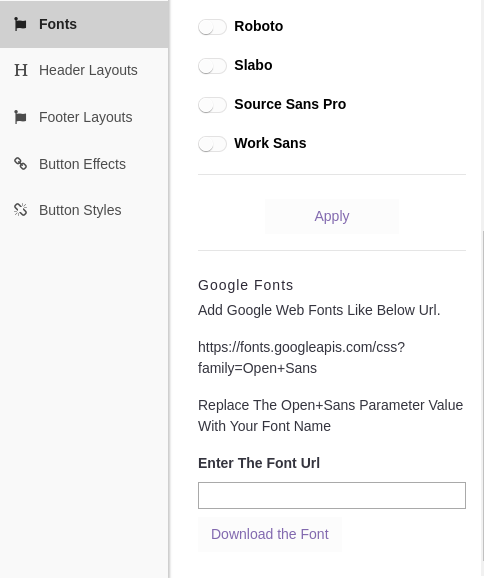 Fonts
Header Layouts
Footer Layouts
Button Effects
Button Styles
Roboto
Slabo
Source Sans Pro
Work Sans
Apply
Google Fonts
Add Google Web Fonts Like Below Url.
https://fonts.googleapis.com/css?
family=Open+Sans
Replace The Open+Sans Parameter Value
With Your Font Name
Enter The Font Url
Download the Font